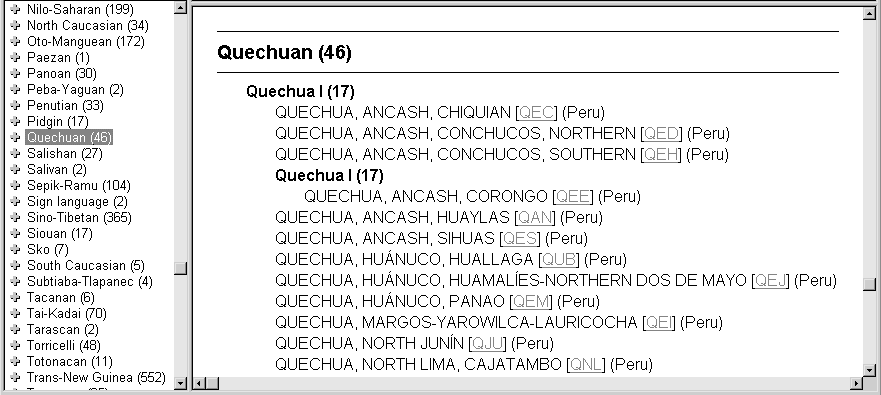 Nilo-Saharan (199)
North Caucasian (34)
Oto-Manguean (172)
Paezan (1)
Panoan (30)
Peba-Yaguan (2)
Penutian (33)
Pidgin (17)
Quechuan (46)
Salishan (27)
Salivan (2)
Sepik-Ramu (104)
Sign language (2)
Sino-Tibetan (365)
Siouan (17)
Sko (7)
South Caucasian (5)
Subtiaba-Tlapanec (4)
Tacanan (6)
Tai-Kadai (70)
Tarascan (2)
Torricelli (48)
Totonacan (11)
Trans-New Guinea (552)
Quechuan (46)
Quechua I (17)
QUECHUA, ANCASH, CHIQUIAN [QEC] (Peru)
QUECHUA, ANCASH, CONCHUCOS, NORTHERN [QED] (Peru)
QUECHUA, ANCASH, CONCHUCOS, SOUTHERN [QEH] (Peru)
Quechua I (17)
QUECHUA, ANCASH, CORONGO [QEE] (Peru)
QUECHUA, ANCASH, HUAYLAS [QAN] (Peru)
QUECHUA, ANCASH, SIHUAS [QES] (Peru)
QUECHUA, HUÁNUCO, HUALLAGA [QUB] (Peru)
QUECHUA, HUÁNUCO, HUAMALÍES-NORTHERN DOS DE MAYO [QEJ] (Peru)
QUECHUA, HUÁNUCO, PANAO [QEM] (Peru)
QUECHUA, MARGOS-YAROWILCA-LAURICOCHA [QEI] (Peru)
QUECHUA, NORTH JUNÍN [QJU] (Peru)
QUECHUA, NORTH LIMA, CAJATAMBO [QNL] (Peru)